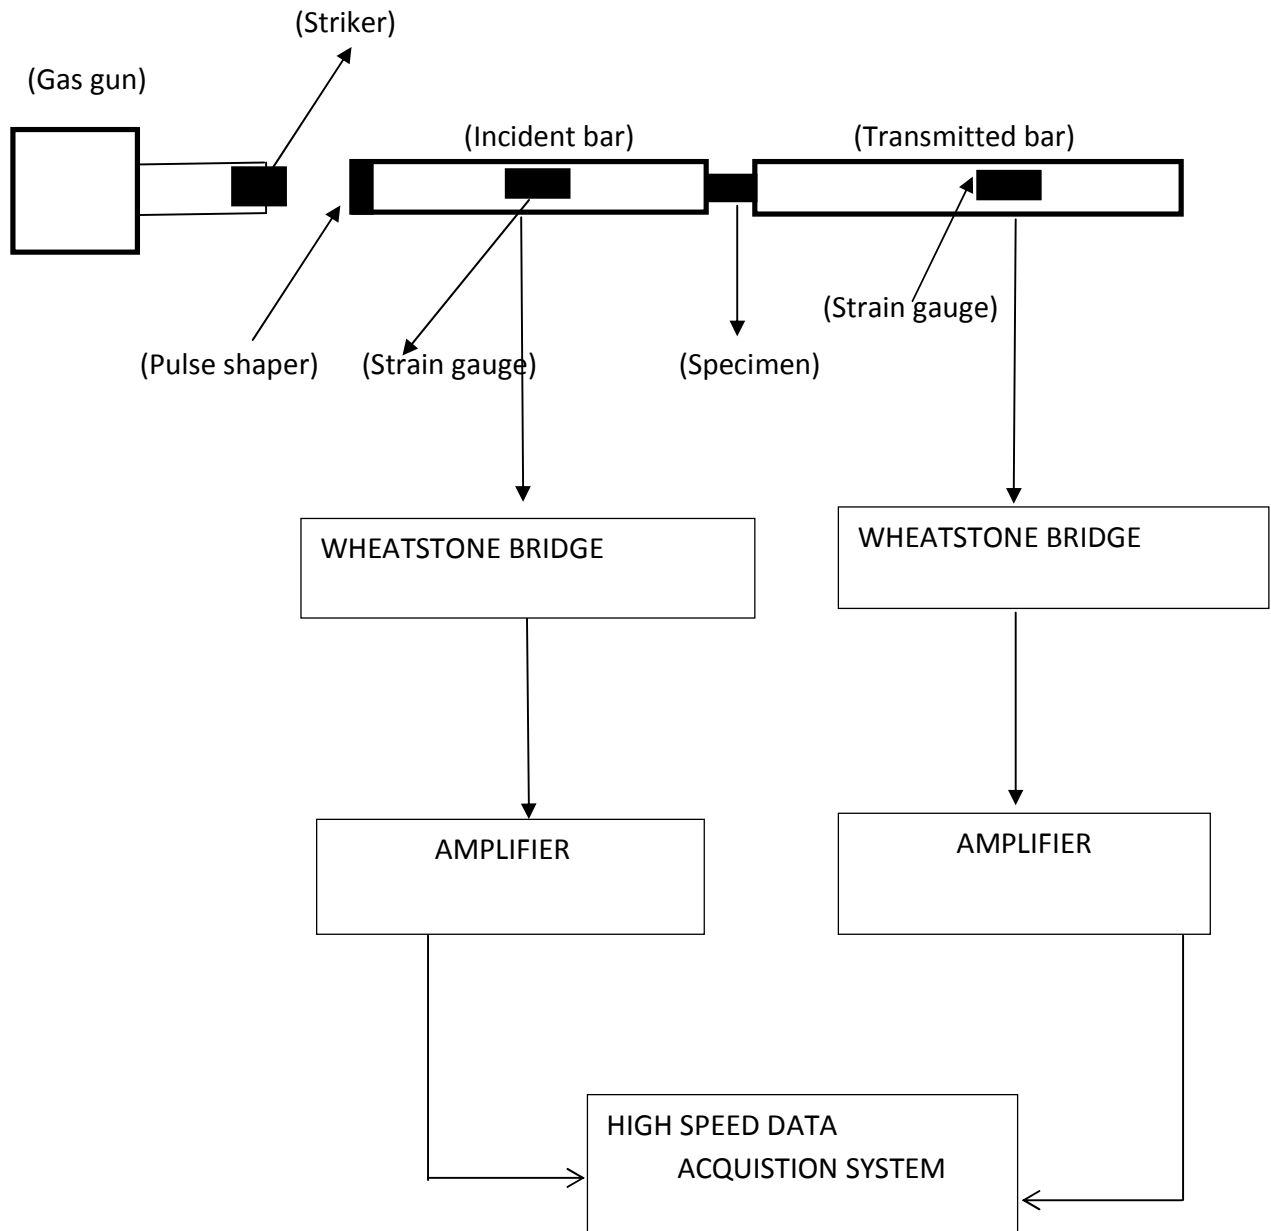 (Striker)
(Gas gun)
(Incident bar)
(Transmitted bar)
(Strain gauge)
(Pulse shaper)
(Strain gauge)
(Specimen)
WHEATSTONE BRIDGE
WHEATSTONE BRIDGE
AMPLIFIER
AMPLIFIER
HIGH SPEED DATA
ACQUISTION SYSTEM